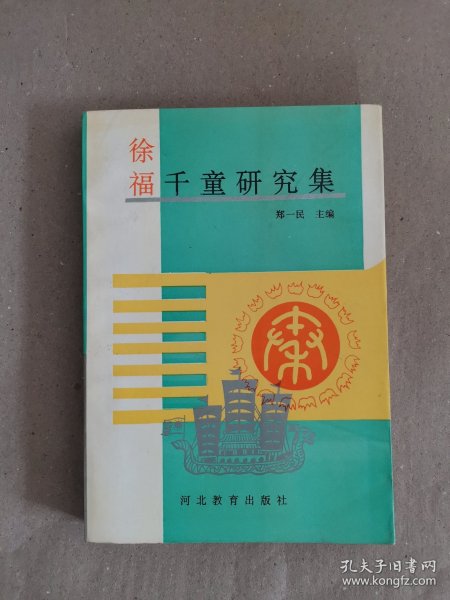 徐福千童研究集
郑一民 主编
秦
河北教育出版社
孔夫子旧书网
www.kongfz.com